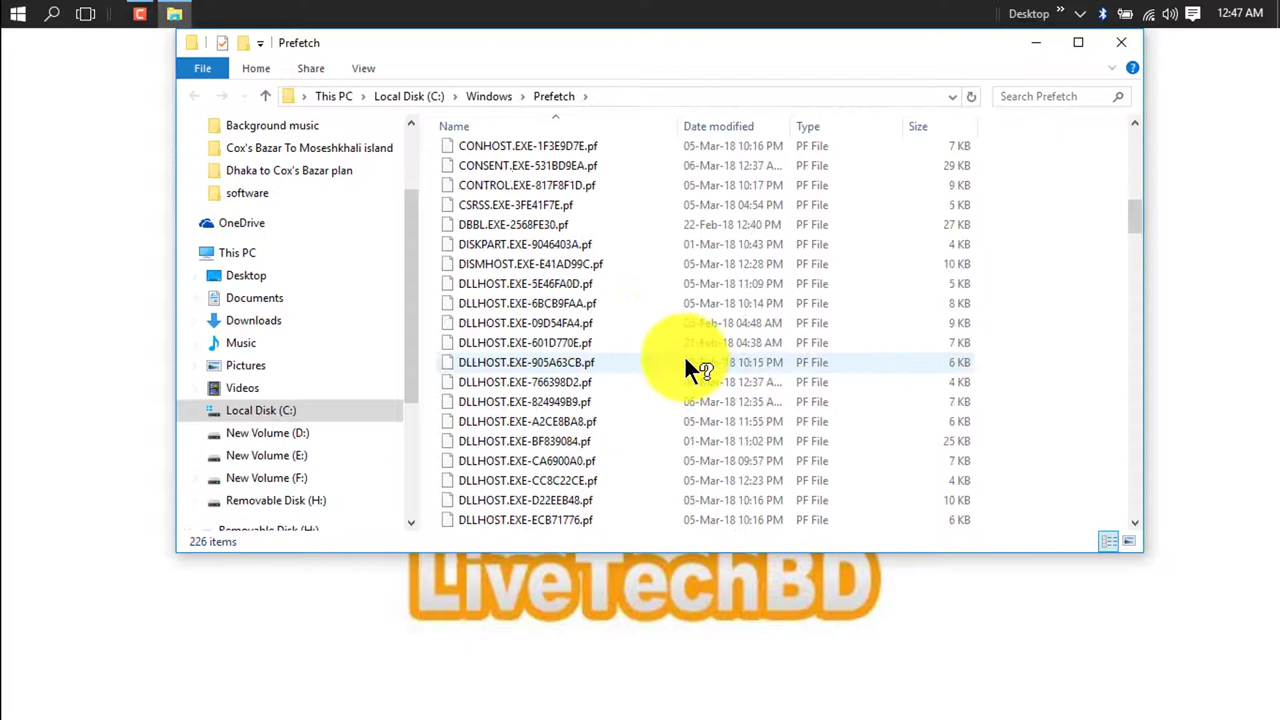 Desktop
12:47 AM
Prefetch
File Home Share View
This PC Local Disk (C:) Windows Prefetch
Search Prefetch
Background music
Cox's Bazar To Moseshkhali island
Dhaka to Cox's Bazar plan
software
OneDrive
This PC
Desktop
Documents
Downloads
Music
Pictures
Videos
Local Disk (C:)
New Volume (D:)
New Volume (E:)
New Volume (F:)
Removable Disk (H:)
Removable Disk (H:)
Name Date modified Type Size
CONHOST.EXE-1F3E9D7E.pf 05-Mar-18 10:16 PM PF File 7 KB
CONSENT.EXE-531BD9EA.pf 06-Mar-18 12:37 A... PF File 29 KB
CONTROL.EXE-817F8F1D.pf 05-Mar-18 10:17 PM PF File 9 KB
CSRSS.EXE-3FE41F7E.pf 05-Mar-18 04:54 PM PF File 5 KB
DBBL.EXE-2568FE30.pf 22-Feb-18 12:40 PM PF File 27 KB
DISKPART.EXE-9046403A.pf 01-Mar-18 10:43 PM PF File 4 KB
DISMHOST.EXE-E41AD99C.pf 05-Mar-18 12:28 PM PF File 10 KB
DLLHOST.EXE-5E46FA0D.pf 05-Mar-18 11:09 PM PF File 5 KB
DLLHOST.EXE-6BCB9FAA.pf 05-Mar-18 10:14 PM PF File 8 KB
DLLHOST.EXE-09D54FA4.pf 04:48 AM PF File 9 KB
DLLHOST.EXE-601D770E.pf 21-Feb-18 04:38 AM PF File 7 KB
DLLHOST.EXE-905A63CB.pf 10:15 PM PF File 6 KB
DLLHOST.EXE-766398D2.pf 12:37 A... PF File 4 KB
DLLHOST.EXE-824949B9.pf 06-Mar-18 12:35 A... PF File 7 KB
DLLHOST.EXE-A2CE8BA8.pf 05-Mar-18 11:55 PM PF File 6 KB
DLLHOST.EXE-BF839084.pf 01-Mar-18 11:02 PM PF File 25 KB
DLLHOST.EXE-CA6900A0.pf 05-Mar-18 09:57 PM PF File 6 KB
DLLHOST.EXE-CC8C22CE.pf 05-Mar-18 12:23 PM PF File 4 KB
DLLHOST.EXE-D22EEB48.pf 05-Mar-18 10:16 PM PF File 10 KB
DLLHOST.EXE-ECB71776.pf 05-Mar-18 10:16 PM PF File 6 KB
226 items
LiveTechBD